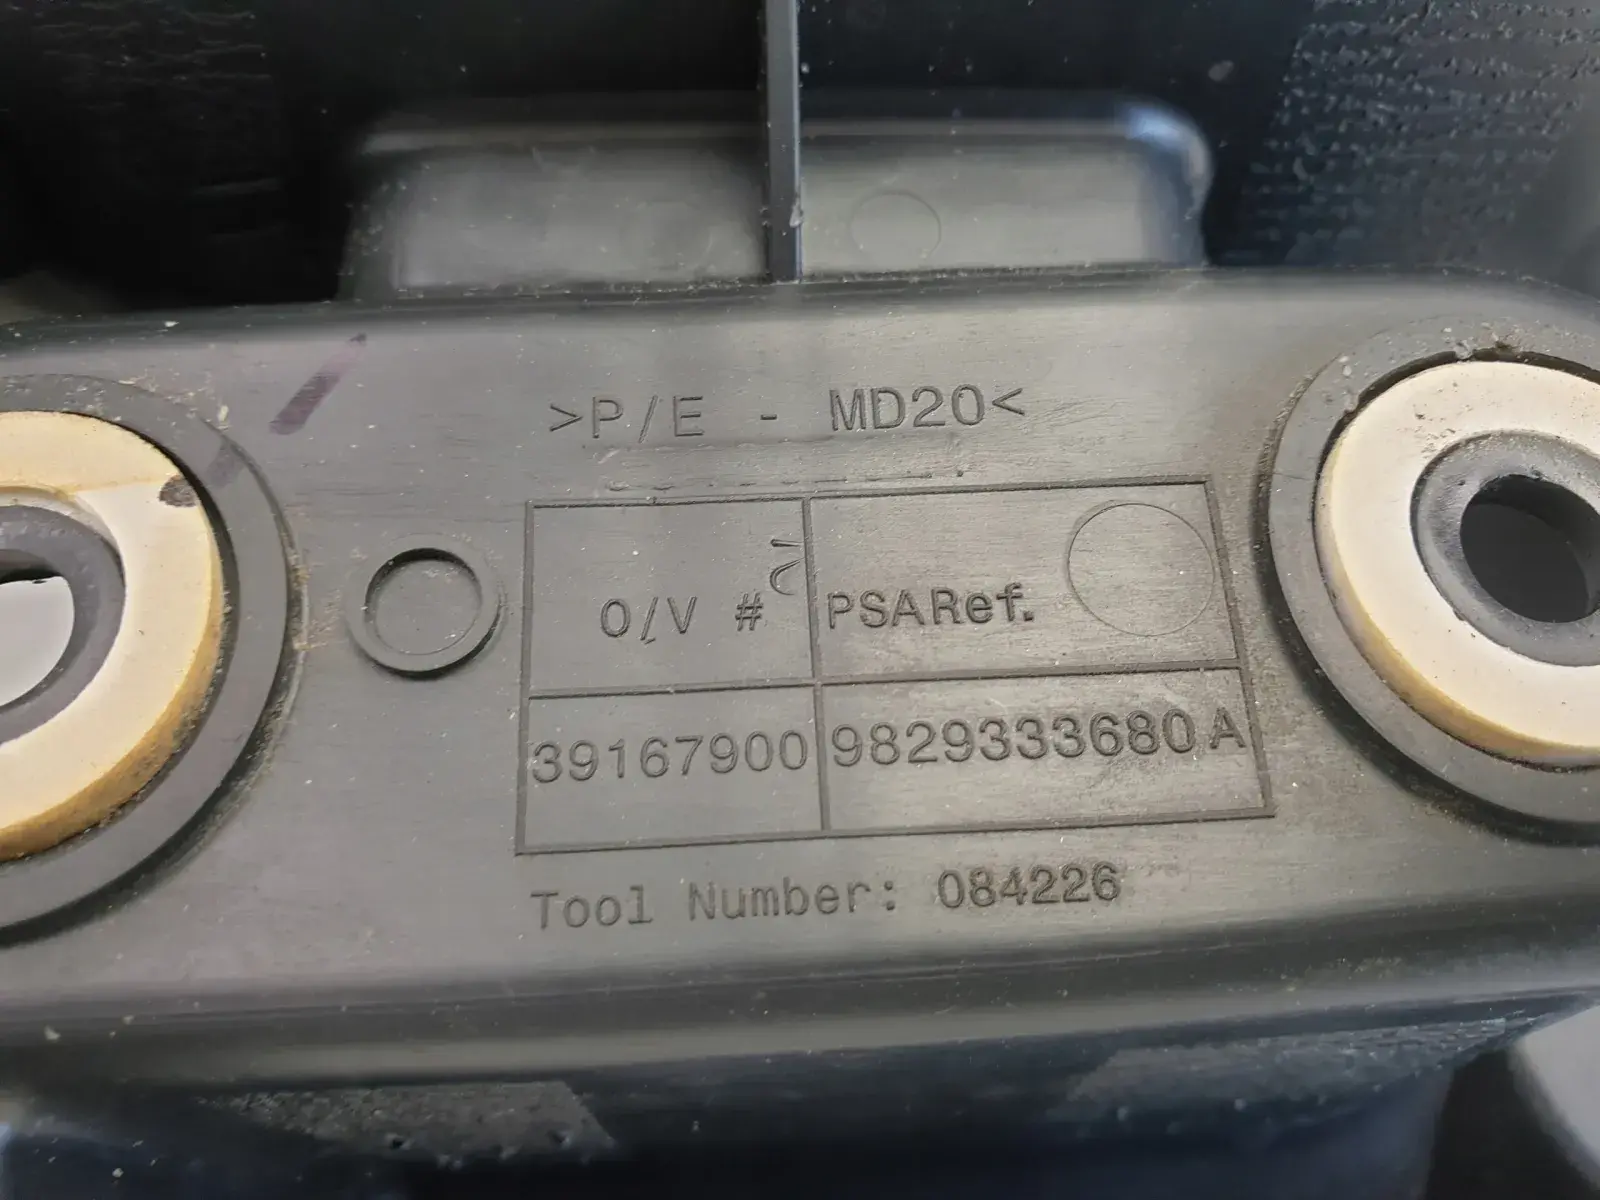 >P/E - MD20<
O/V # PSARef.
39167900 9829333680 A
Tool Number: 084226